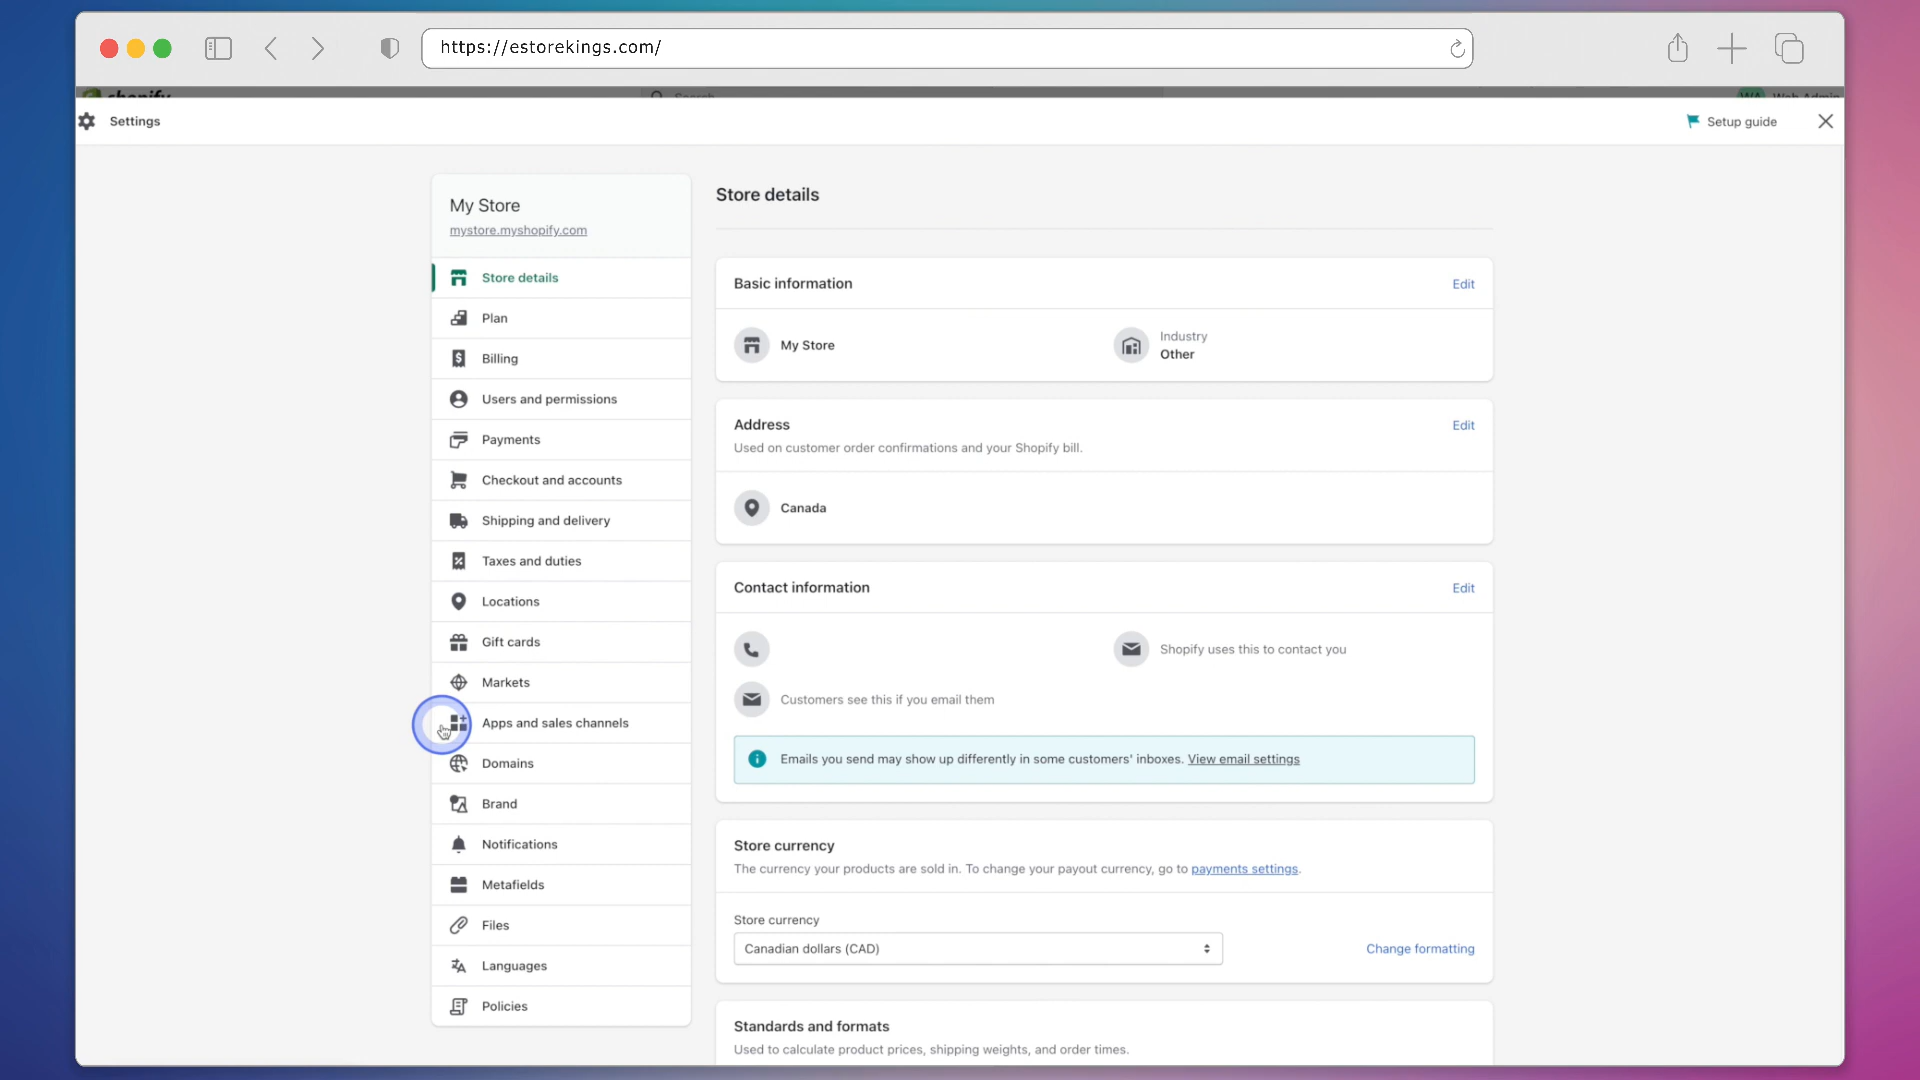 https://estorekings.com/
shopify
Search
WA Web Admin
Settings
Setup guide
My Store
mystore.myshopify.com
Store details
Plan
Billing
Users and permissions
Payments
Checkout and accounts
Shipping and delivery
Taxes and duties
Locations
Gift cards
Markets
Apps and sales channels
Domains
Brand
Notifications
Metafields
Files
Languages
Policies
Store details
Basic information
Edit
My Store
Industry
Other
Address
Edit
Used on customer order confirmations and your Shopify bill.
Canada
Contact information
Edit
Shopify uses this to contact you
Customers see this if you email them
Emails you send may show up differently in some customers' inboxes. View email settings
Store currency
The currency your products are sold in. To change your payout currency, go to payments settings.
Store currency
Canadian dollars (CAD)
Change formatting
Standards and formats
Used to calculate product prices, shipping weights, and order times.